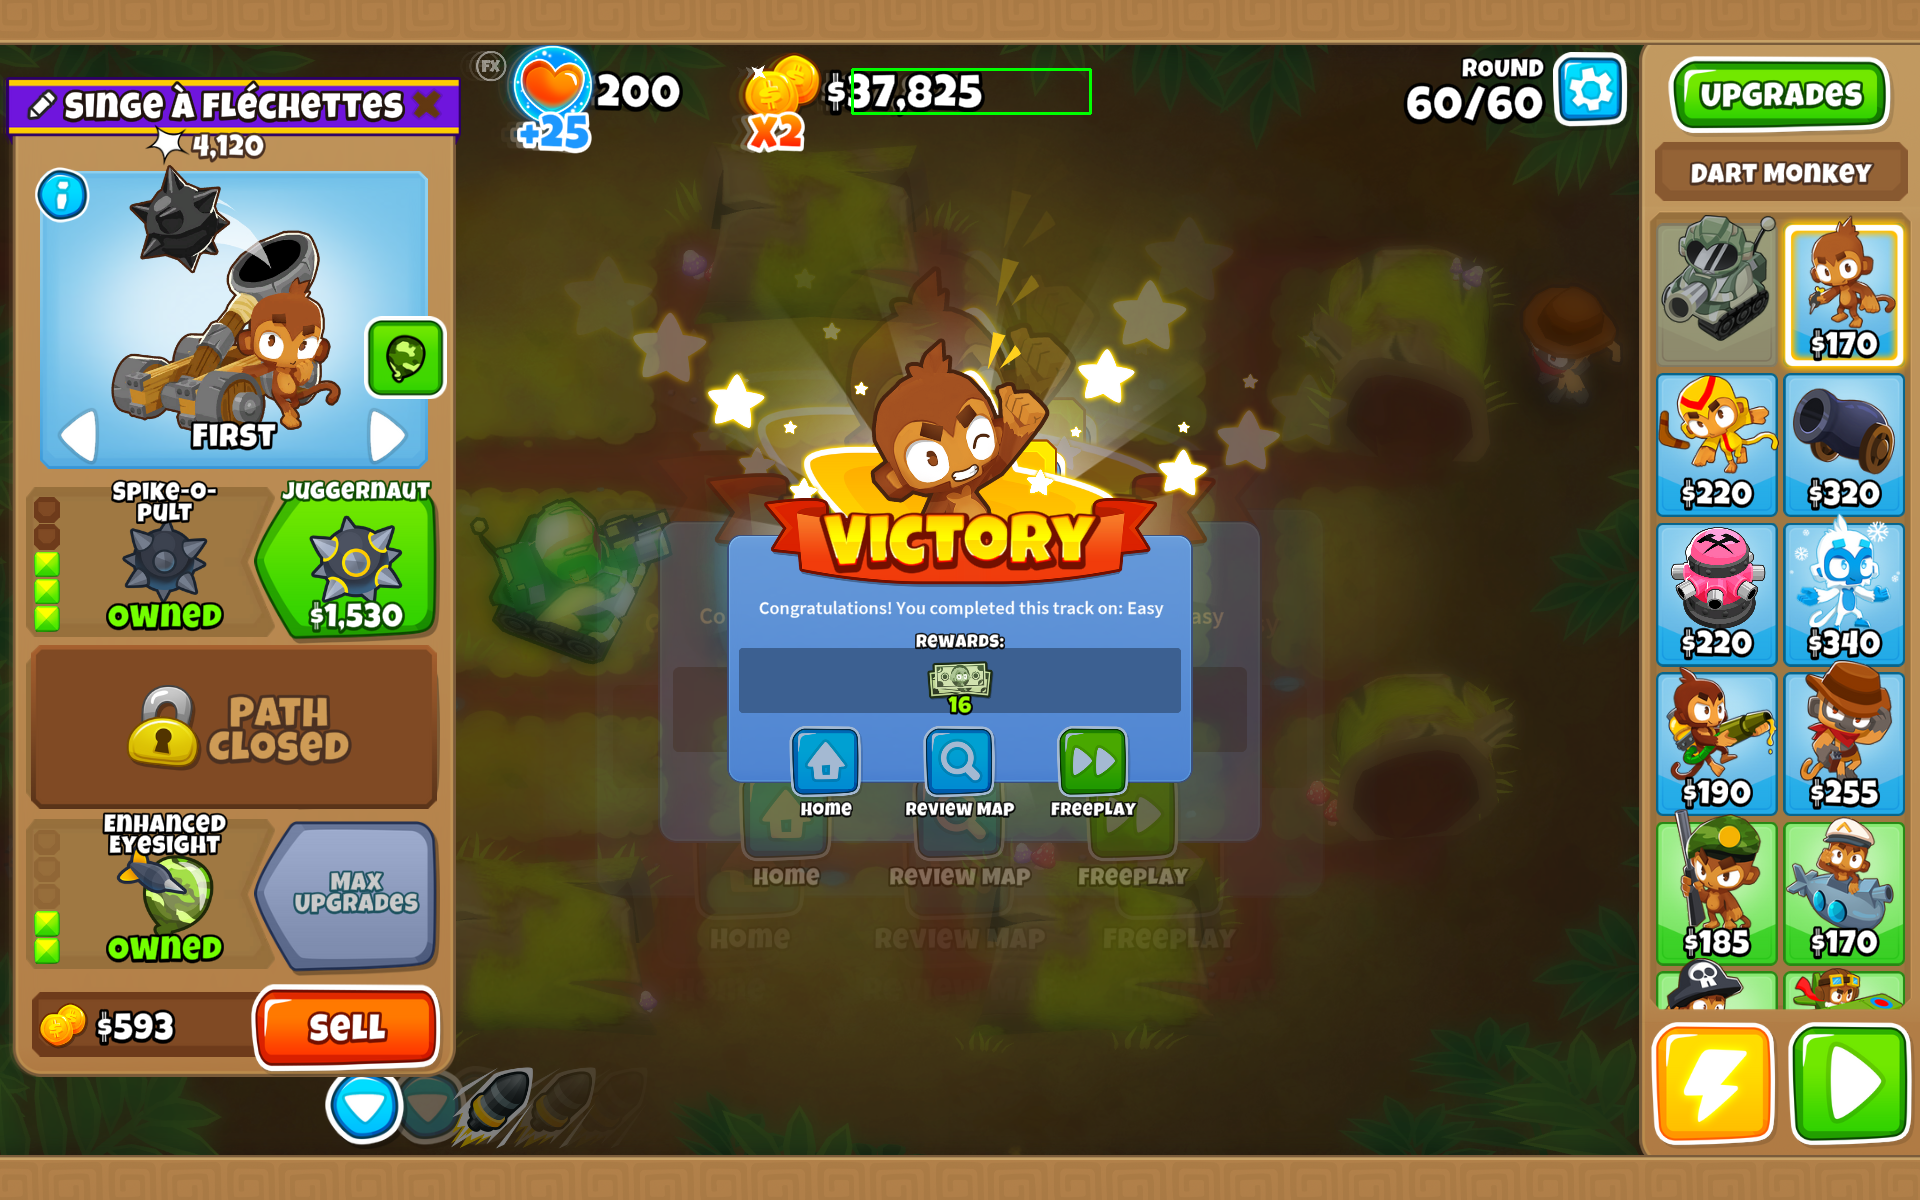 FX
200
+25
$37,825
X2
ROUND
60/60
UPGRADES
SINGE À FLÉCHETTES
4,120
DART MONKEY
$170
FIRST
$220
$320
SPIKE-O-
PULT
OWNED
JUGGERNAUT
$1,530
VICTORY
Congratulations! You completed this track on: Easy
REWARDS:
16
HOME
REVIEW MAP
FREEPLAY
HOME
REVIEW MAP
FREEPLAY
HOME
REVIEW MAP
FREEPLAY
$220
$340
PATH
CLOSED
$190
$255
ENHANCED
EYESIGHT
OWNED
MAX
UPGRADES
$185
$170
$593
SELL